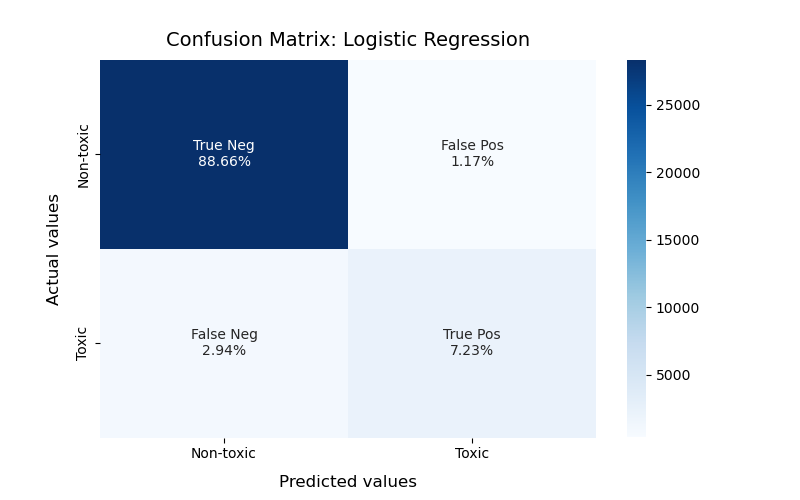 Confusion Matrix: Logistic Regression
Actual values
Non-toxic
Toxic
True Neg
88.66%
False Pos
1.17%
False Neg
2.94%
True Pos
7.23%
Non-toxic
Toxic
Predicted values
25000
20000
15000
10000
5000